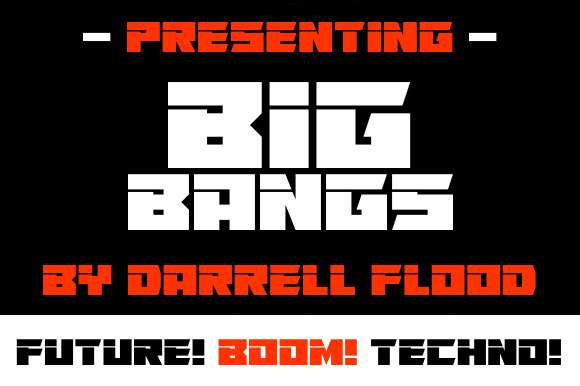 – PRESENTING –
BiG
BANGS
BY DARRELL FLOOD
FUTURE! BOOM! TECHNO!